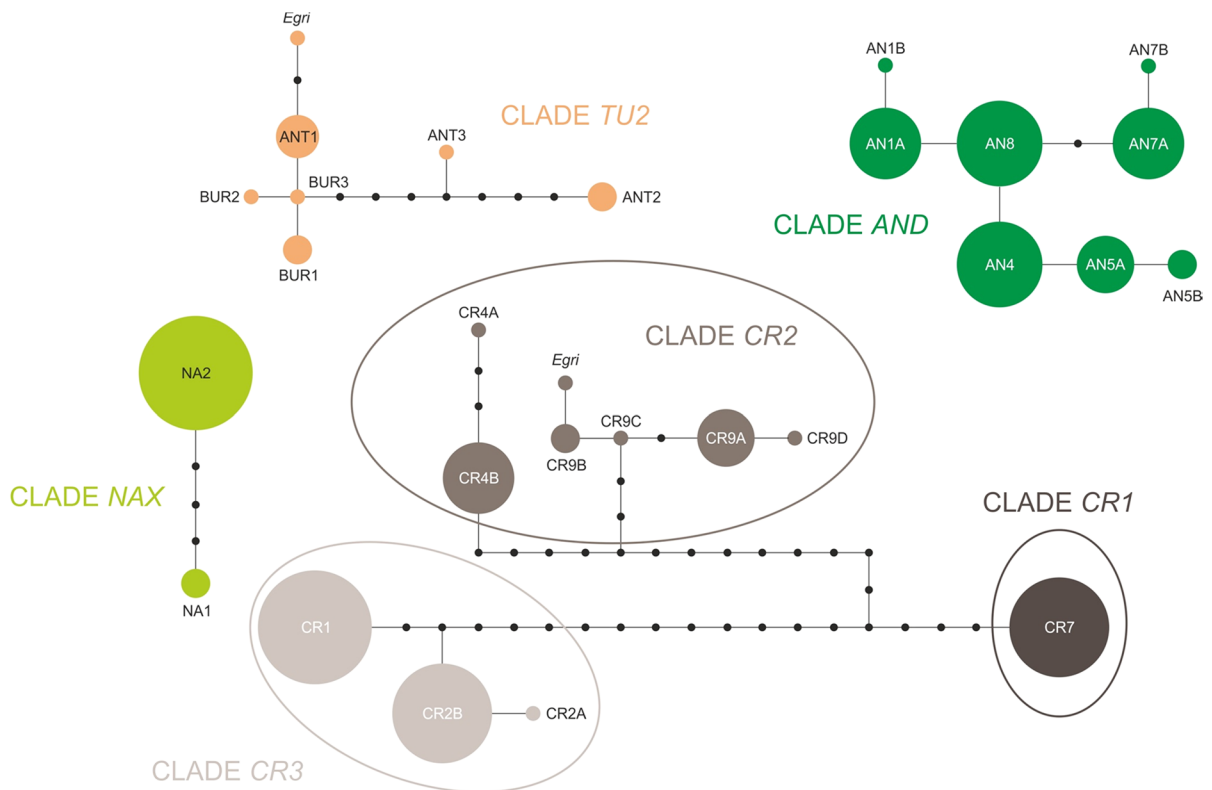 Egri
ANT1
CLADE TU2
ANT3
BUR2
BUR3
ANT2
BUR1
AN1B
AN7B
AN1A
AN8
AN7A
CLADE AND
AN4
AN5A
AN5B
CR4A
CLADE CR2
Egri
CR9C
CR9A
CR9D
CR9B
CR4B
NA2
CLADE NAX
NA1
CLADE CR1
CR7
CR1
CR2B
CR2A
CLADE CR3